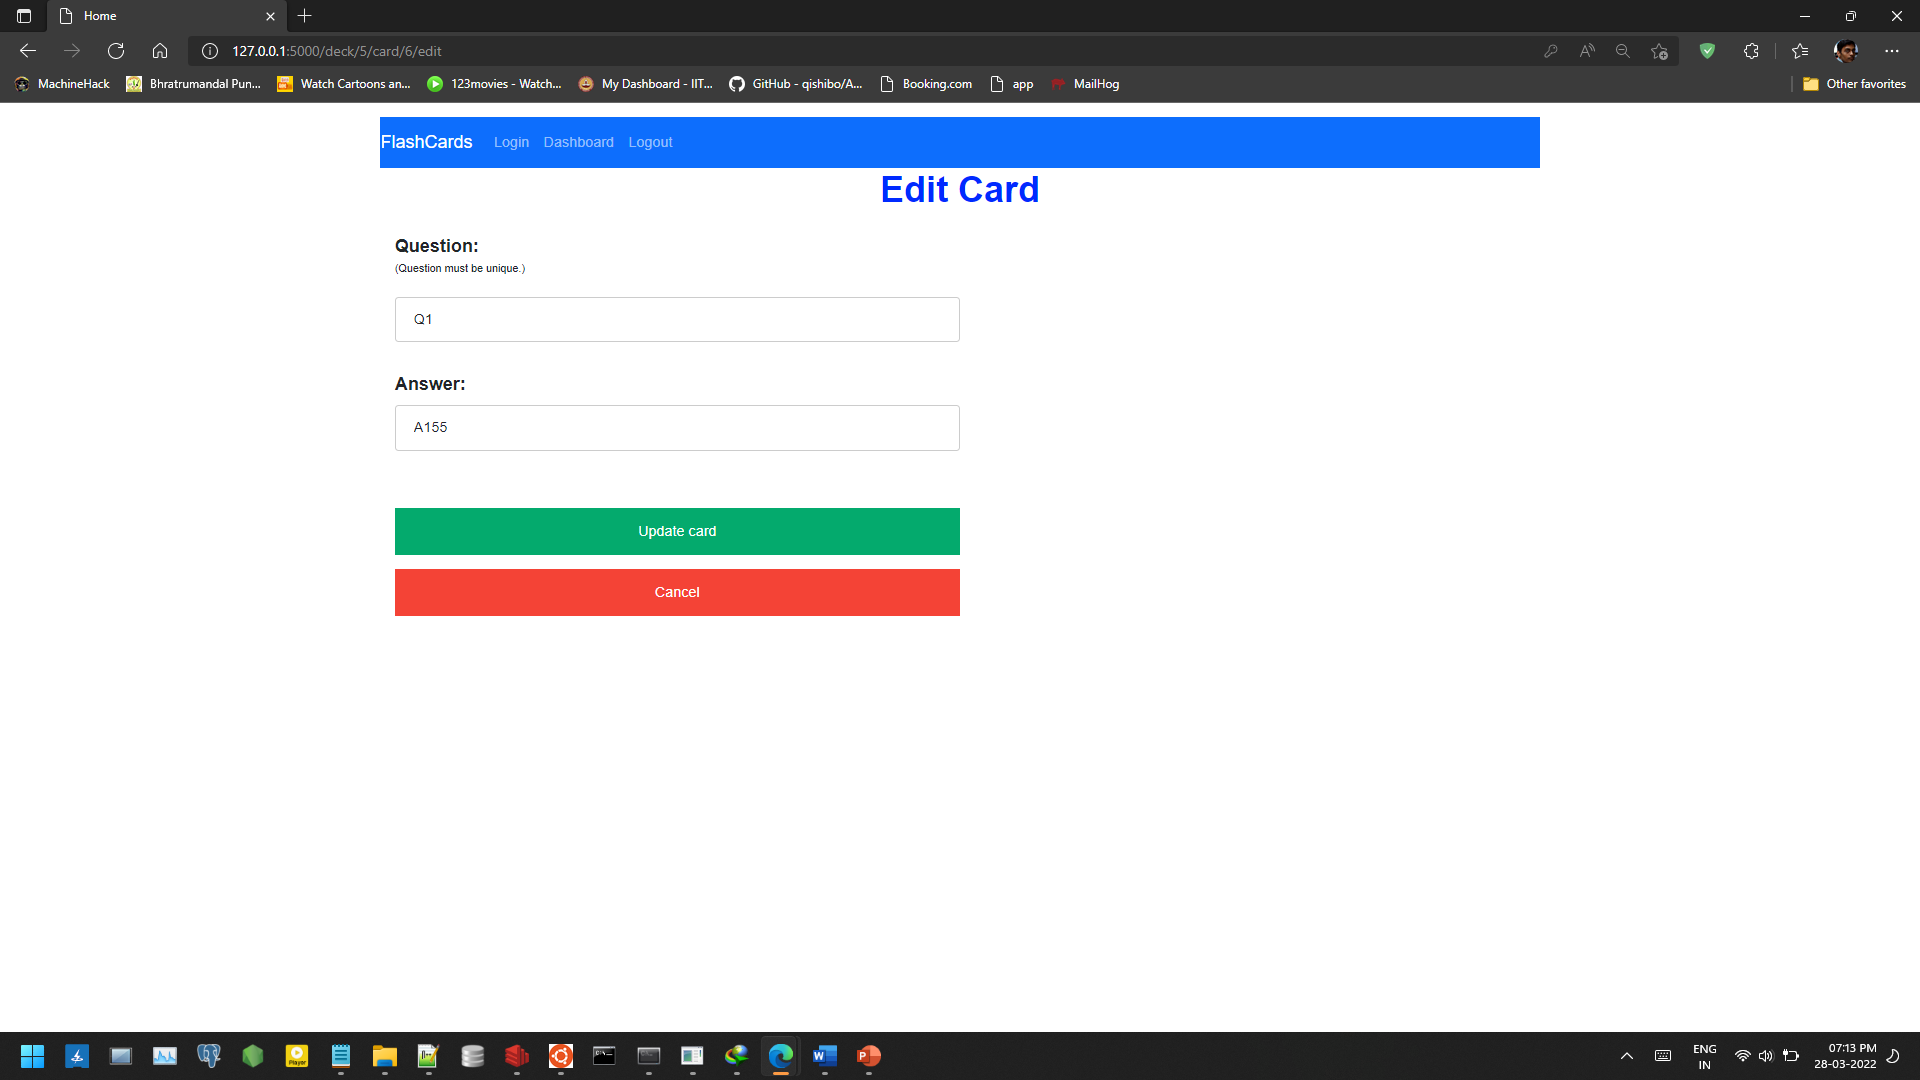 Home
127.0.0.1:5000/deck/5/card/6/edit
MachineHack Bhratrumandal Pun... Watch Cartoons an... 123movies - Watch... My Dashboard - IIT... GitHub - qishibo/A... Booking.com app MailHog Other favorites
FlashCards Login Dashboard Logout
Edit Card
Question:
(Question must be unique.)
Q1
Answer:
A155
Update card
Cancel
ENG
IN
07:13 PM
28-03-2022